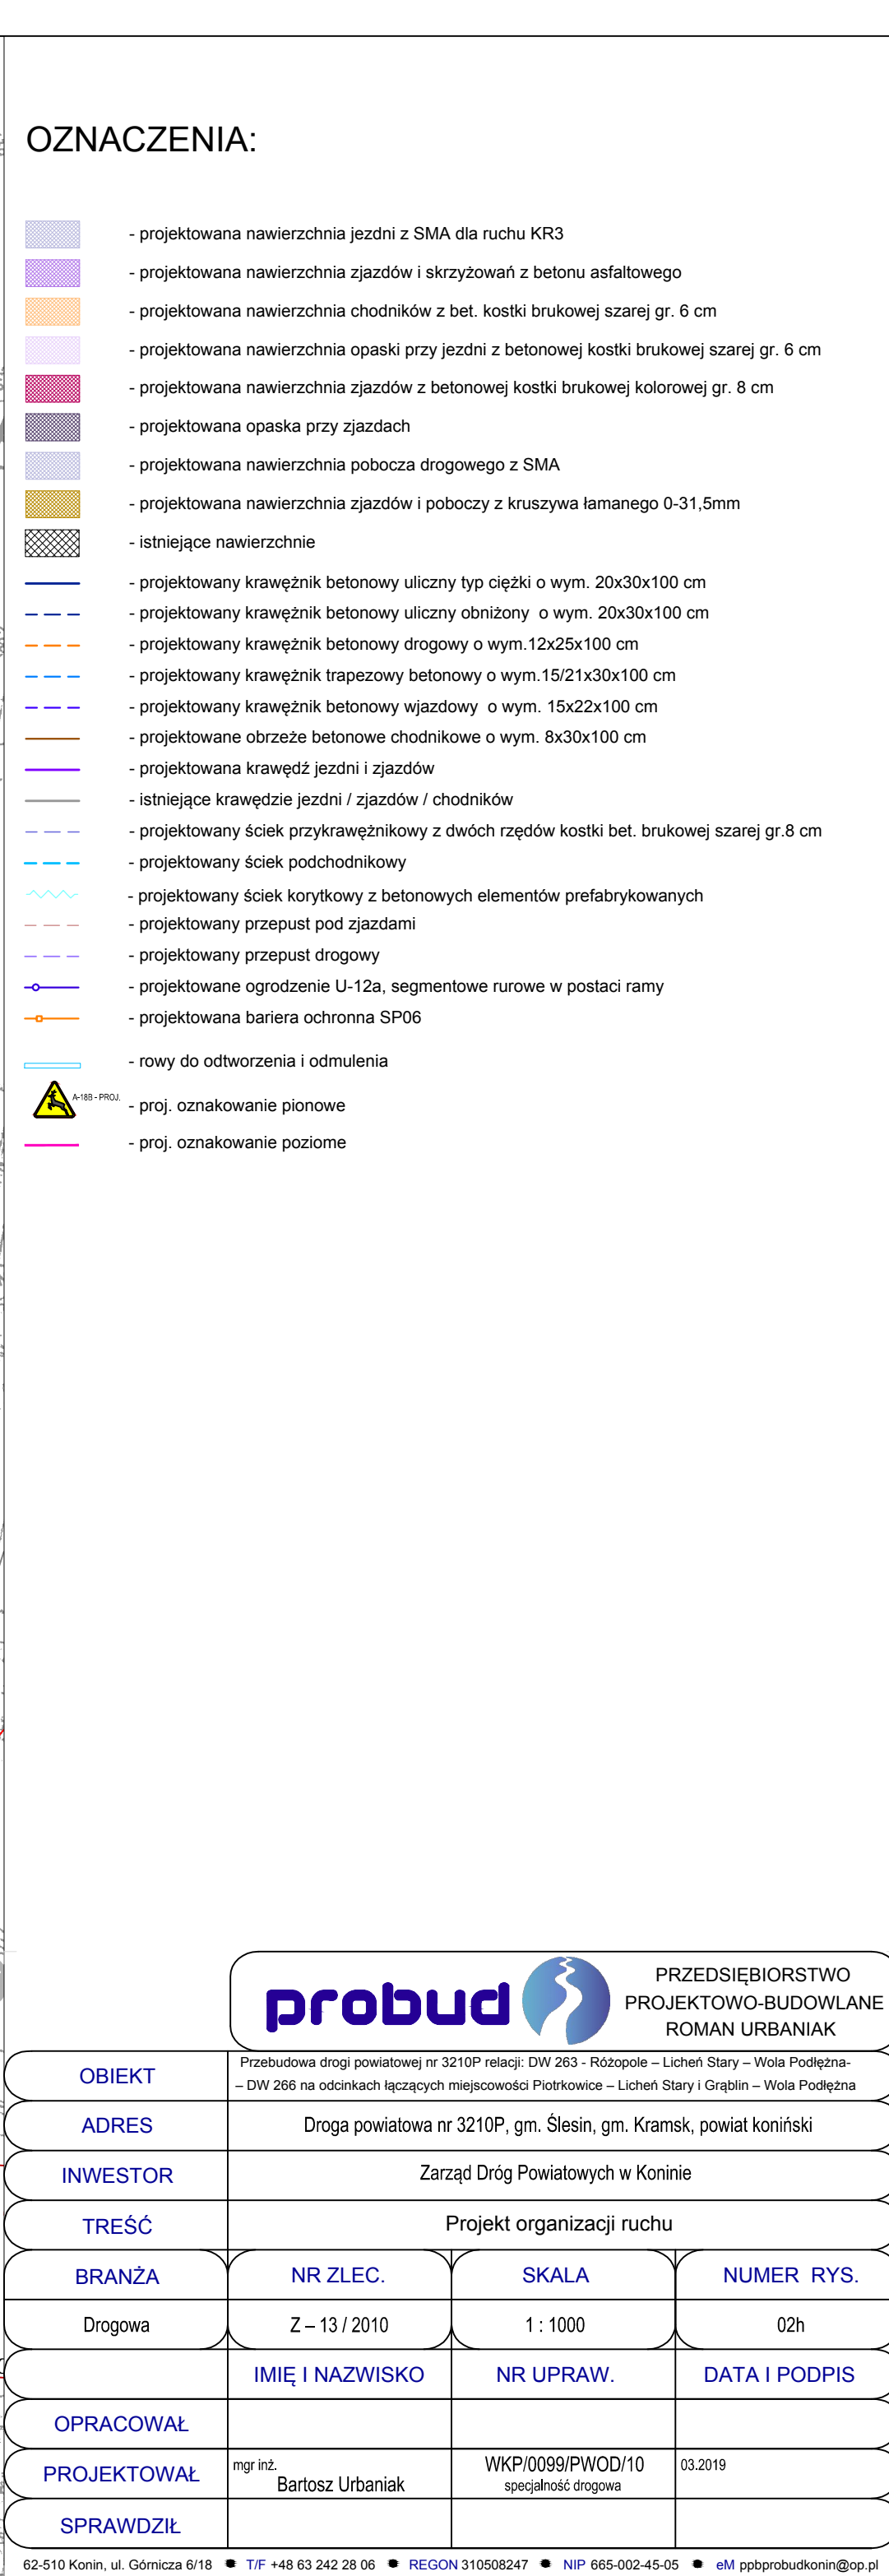 OZNACZENIA:
- projektowana nawierzchnia jezdni z SMA dla ruchu KR3
- projektowana nawierzchnia zjazdów i skrzyżowań z betonu asfaltowego
- projektowana nawierzchnia chodników z bet. kostki brukowej szarej gr. 6 cm
- projektowana nawierzchnia opaski przy jezdni z betonowej kostki brukowej szarej gr. 6 cm
- projektowana nawierzchnia zjazdów z betonowej kostki brukowej kolorowej gr. 8 cm
- projektowana opaska przy zjazdach
- projektowana nawierzchnia pobocza drogowego z SMA
- projektowana nawierzchnia zjazdów i poboczy z kruszywa łamanego 0-31,5mm
- istniejące nawierzchnie
- projektowany krawężnik betonowy uliczny typ ciężki o wym. 20x30x100 cm
- projektowany krawężnik betonowy uliczny obniżony o wym. 20x30x100 cm
- projektowany krawężnik betonowy drogowy o wym.12x25x100 cm
- projektowany krawężnik trapezowy betonowy o wym.15/21x30x100 cm
- projektowany krawężnik betonowy wjazdowy o wym. 15x22x100 cm
- projektowane obrzeże betonowe chodnikowe o wym. 8x30x100 cm
- projektowana krawędź jezdni i zjazdów
- istniejące krawędzie jezdni / zjazdów / chodników
- projektowany ściek przykrawężnikowy z dwóch rzędów kostki bet. brukowej szarej gr.8 cm
- projektowany ściek podchodnikowy
- projektowany ściek korytkowy z betonowych elementów prefabrykowanych
- projektowany przepust pod zjazdami
- projektowany przepust drogowy
- projektowane ogrodzenie U-12a, segmentowe rurowe w postaci ramy
- projektowana bariera ochronna SP06
- rowy do odtworzenia i odmulenia
A-18B - PROJ. - proj. oznakowanie pionowe
- proj. oznakowanie poziome
probud
PRZEDSIĘBIORSTWO
PROJEKTOWO-BUDOWLANE
ROMAN URBANIAK
OBIEKT
Przebudowa drogi powiatowej nr 3210P relacji: DW 263 - Różopole – Licheń Stary – Wola Podłężna-
– DW 266 na odcinkach łączących miejscowości Piotrkowice – Licheń Stary i Grąblin – Wola Podłężna
ADRES Droga powiatowa nr 3210P, gm. Ślesin, gm. Kramsk, powiat koniński
INWESTOR Zarząd Dróg Powiatowych w Koninie
TREŚĆ Projekt organizacji ruchu
BRANŻA NR ZLEC. SKALA NUMER RYS.
Drogowa Z – 13 / 2010 1 : 1000 02h
IMIĘ I NAZWISKO NR UPRAW. DATA I PODPIS
OPRACOWAŁ
PROJEKTOWAŁ mgr inż. Bartosz Urbaniak WKP/0099/PWOD/10 03.2019
specjalność drogowa
SPRAWDZIŁ
62-510 Konin, ul. Górnicza 6/18 T/F +48 63 242 28 06 REGON 310508247 NIP 665-002-45-05 eM ppbprobudkonin@op.pl